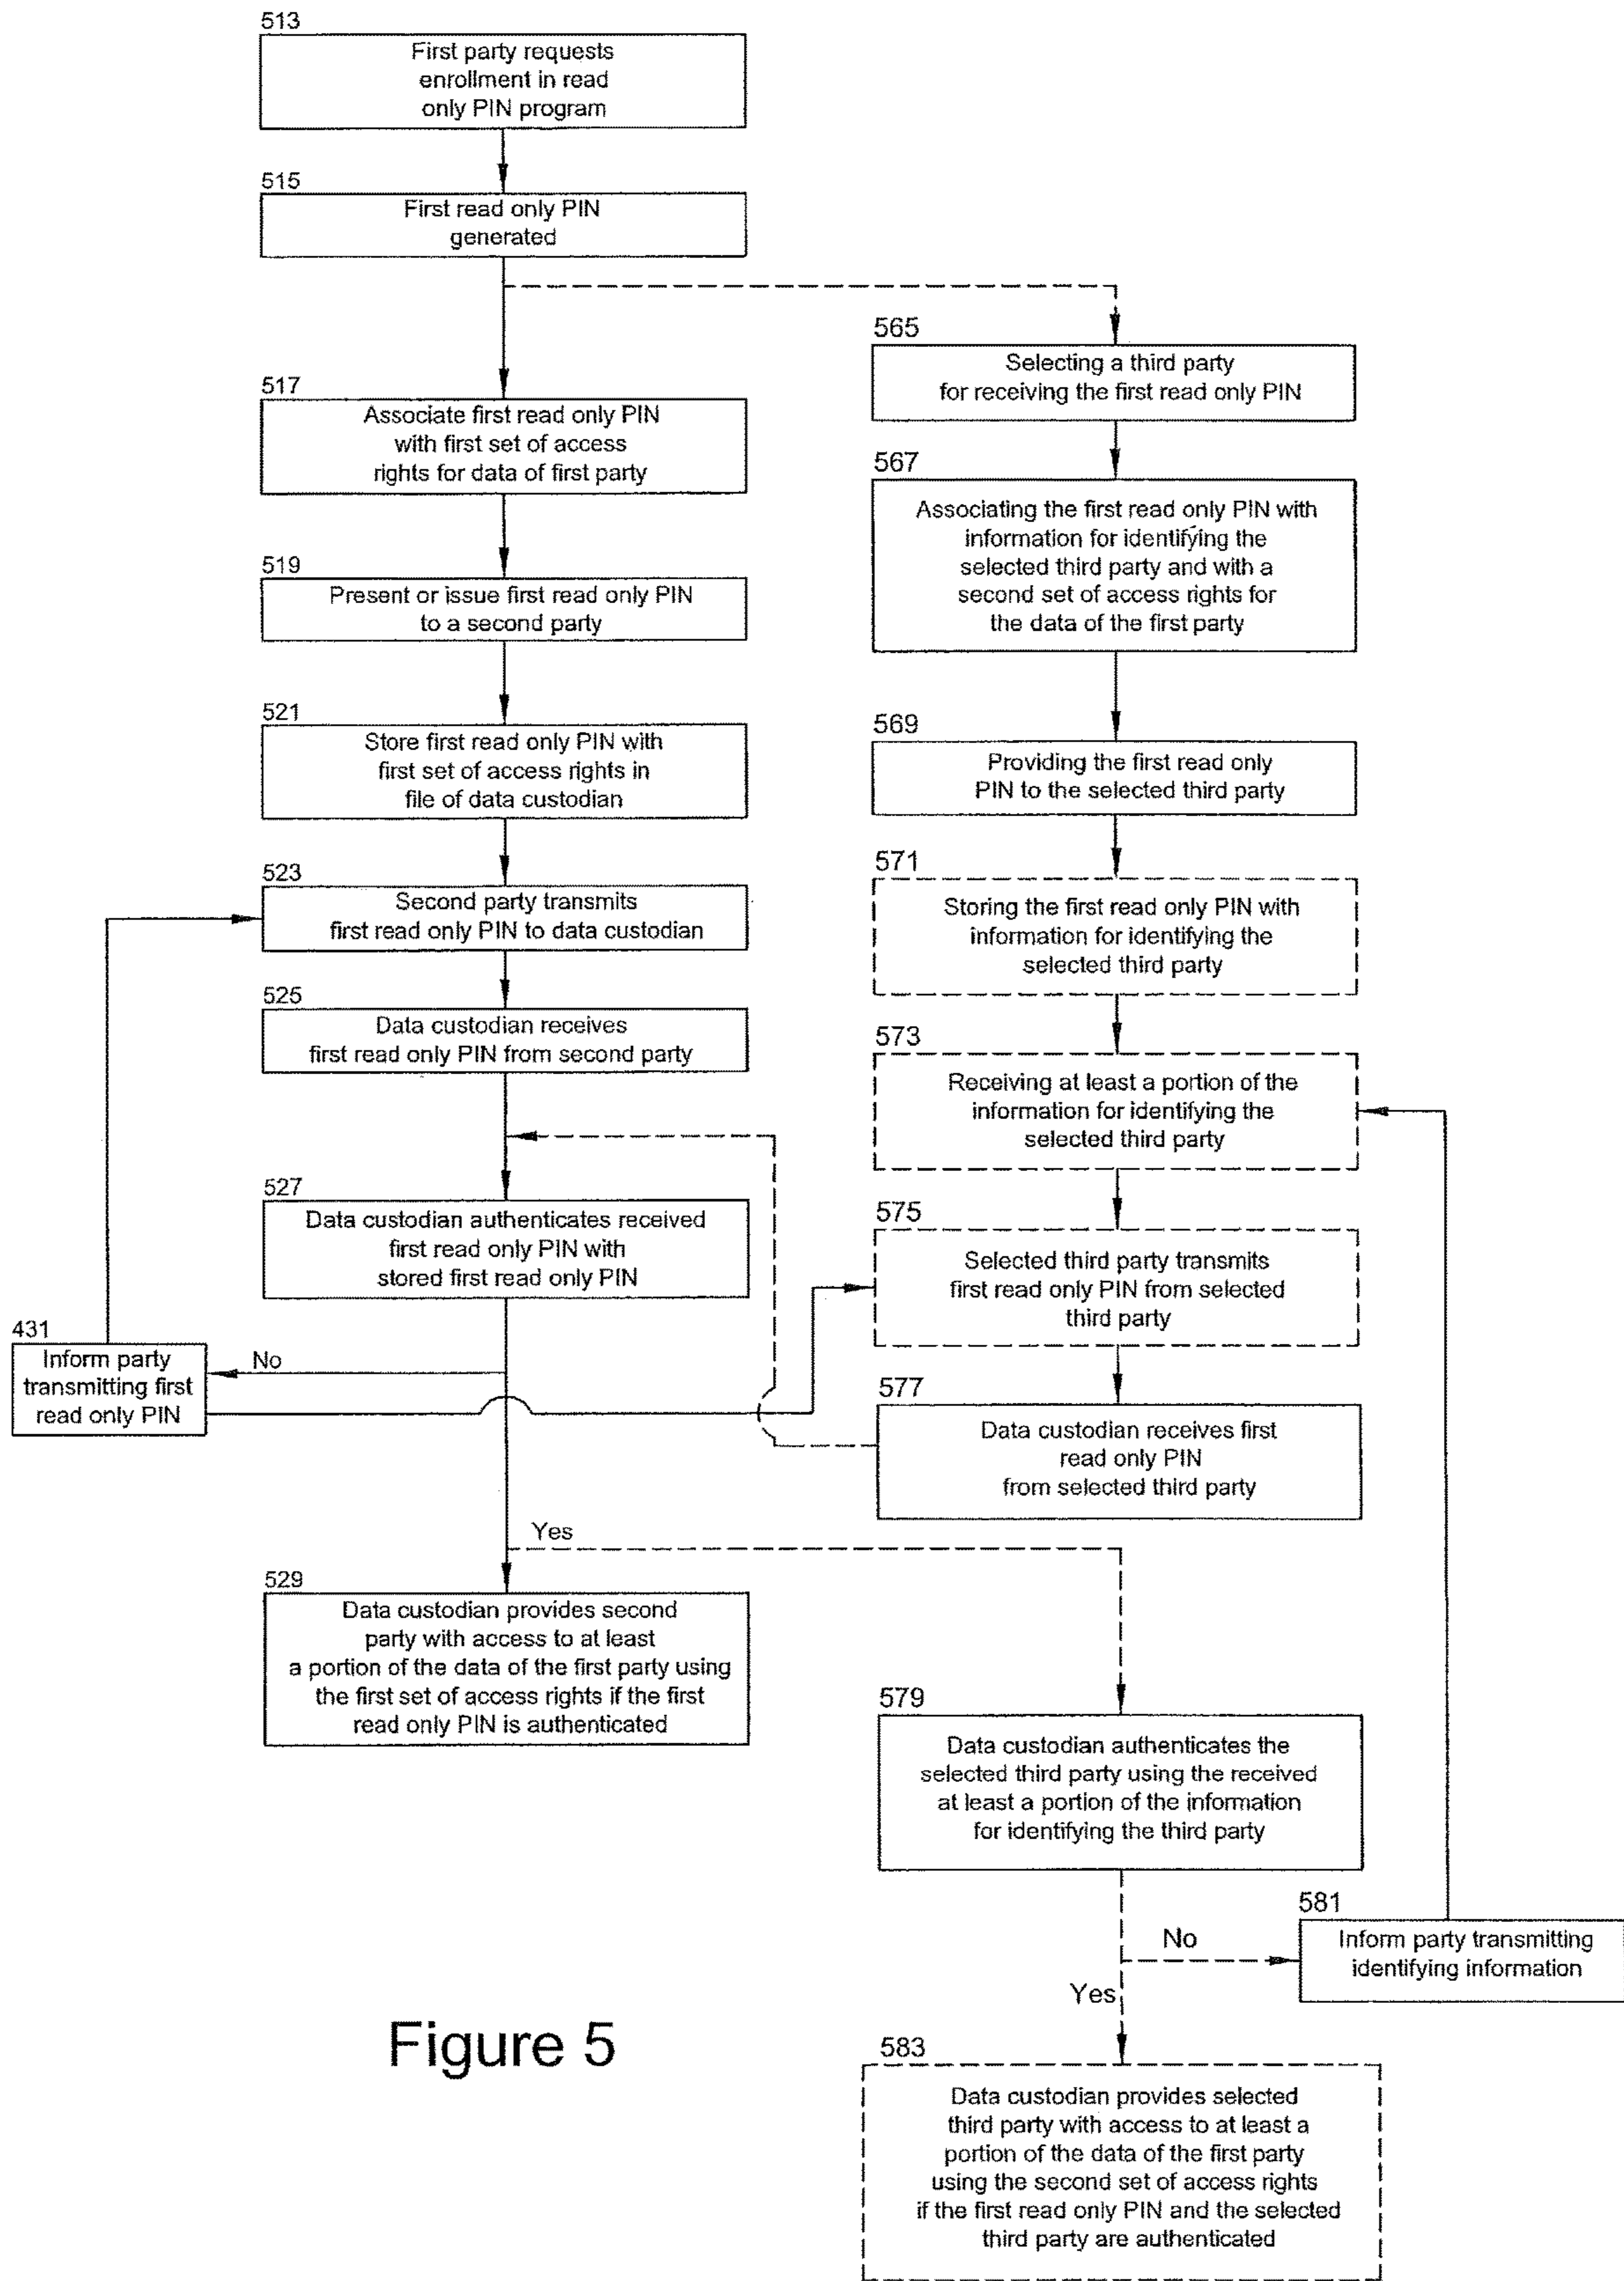 513
First party requests
enrollment in read
only PIN program
515
First read only PIN
generated
517
Associate first read only PIN
with first set of access
rights for data of first party
519
Present or issue first read only PIN
to a second party
521
Store first read only PIN with
first set of access rights in
file of data custodian
523
Second party transmits
first read only PIN to data custodian
525
Data custodian receives
first read only PIN from second party
527
Data custodian authenticates received
first read only PIN with
stored first read only PIN
431
Inform party
transmitting first
read only PIN
No
Yes
529
Data custodian provides second
party with access to at least
a portion of the data of the first party using
the first set of access rights if the first
read only PIN is authenticated
565
Selecting a third party
for receiving the first read only PIN
567
Associating the first read only PIN with
information for identifying the
selected third party and with a
second set of access rights for
the data of the first party
569
Providing the first read only
PIN to the selected third party
571
Storing the first read only PIN with
information for identifying the
selected third party
573
Receiving at least a portion of the
information for identifying the
selected third party
575
Selected third party transmits
first read only PIN from selected
third party
577
Data custodian receives first
read only PIN
from selected third party
579
Data custodian authenticates the
selected third party using the received
at least a portion of the information
for identifying the third party
No
581
Inform party transmitting
identifying information
Yes
583
Data custodian provides selected
third party with access to at least a
portion of the data of the first party
using the second set of access rights
if the first read only PIN and the selected
third party are authenticated
Figure 5